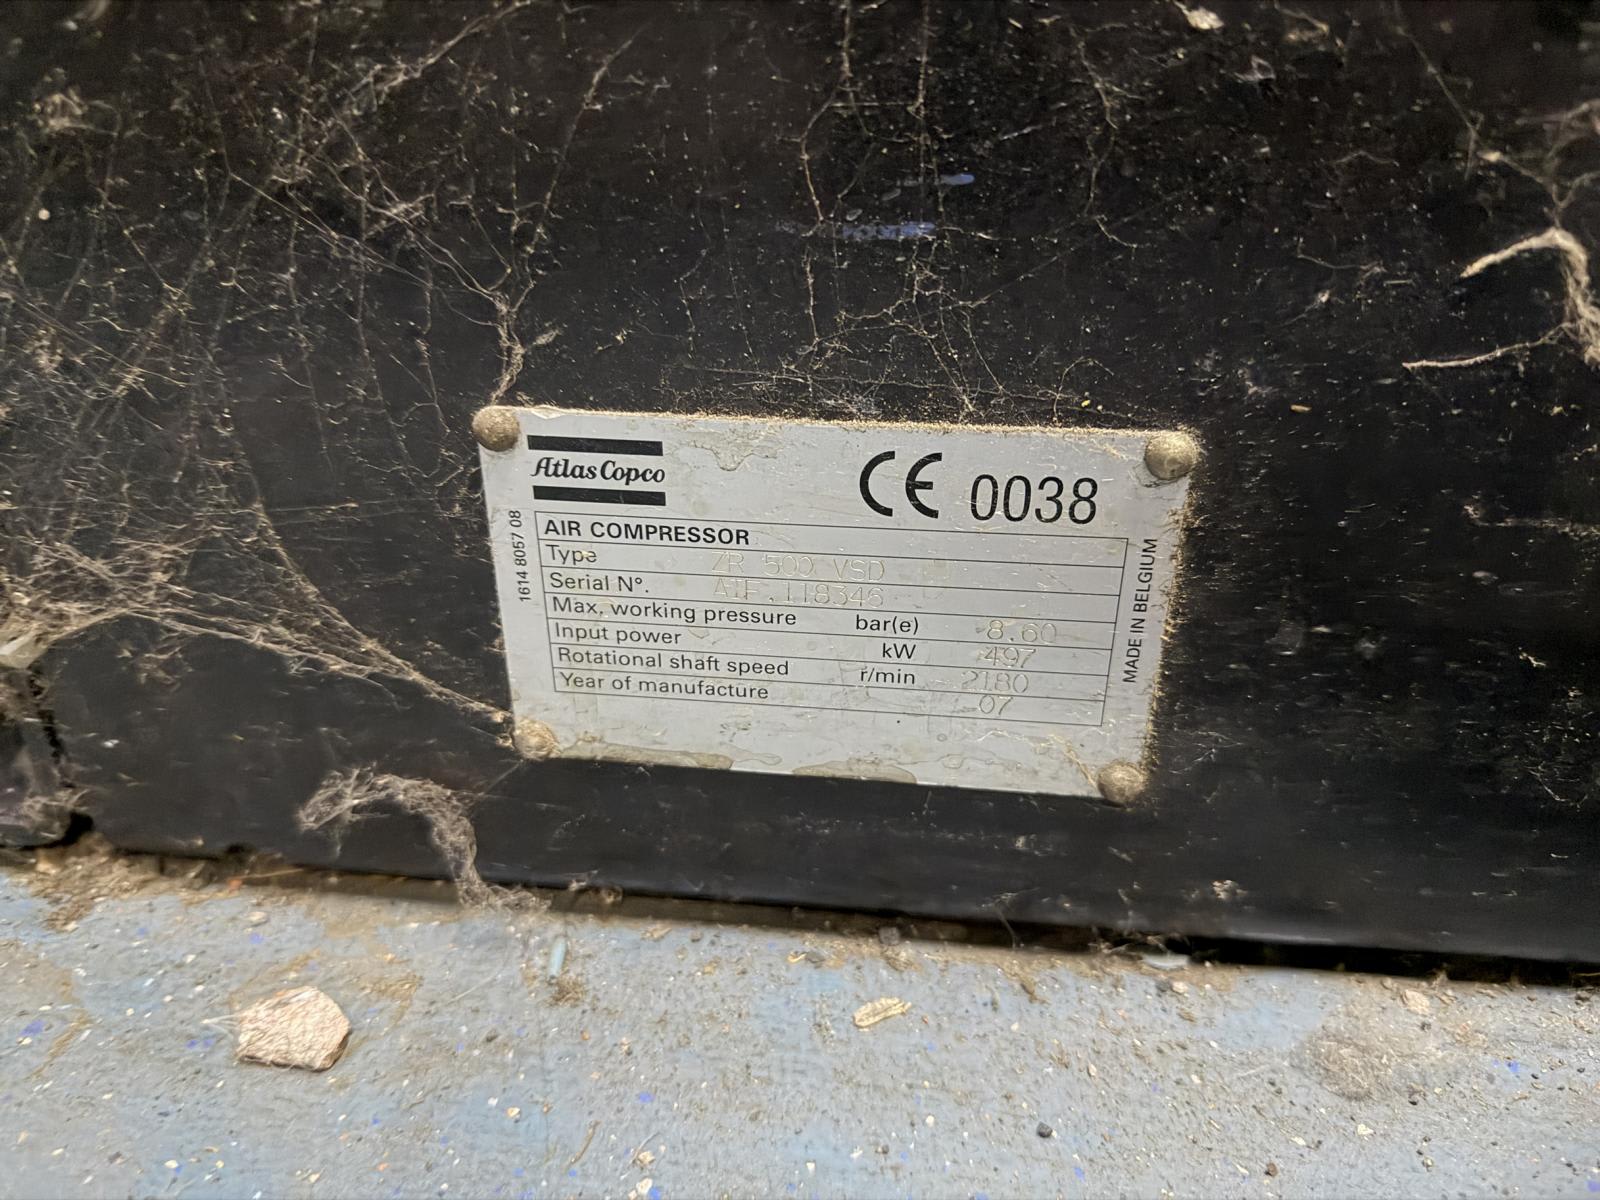 Atlas Copco
CE 0038
1614 8057 08
AIR COMPRESSOR
Type ZR 500 VSD
Serial N°. AIF.118346
Max. working pressure bar(e) 8.60
Input power kW 497
Rotational shaft speed r/min 2180
Year of manufacture 07
MADE IN BELGIUM